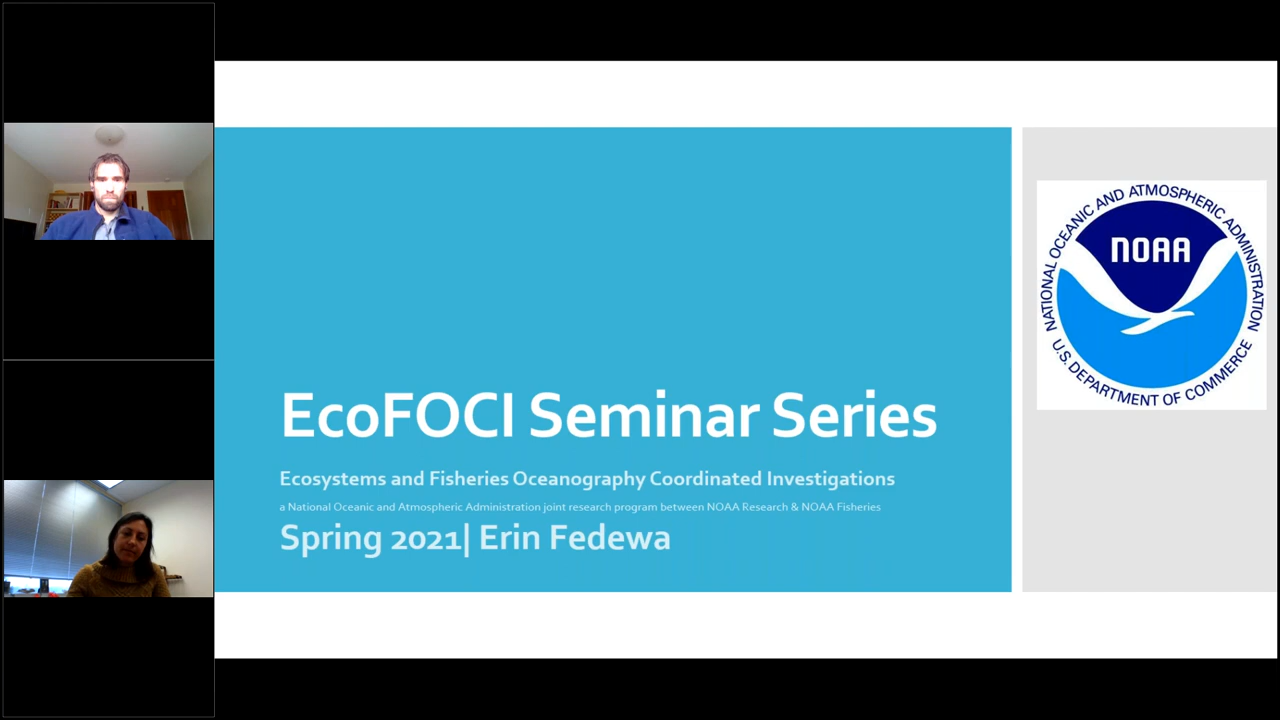 EcoFOCI Seminar Series
Ecosystems and Fisheries Oceanography Coordinated Investigations
a National Oceanic and Atmospheric Administration joint research program between NOAA Research & NOAA Fisheries
Spring 2021| Erin Fedewa
NATIONAL OCEANIC AND ATMOSPHERIC ADMINISTRATION
NOAA
U.S. DEPARTMENT OF COMMERCE